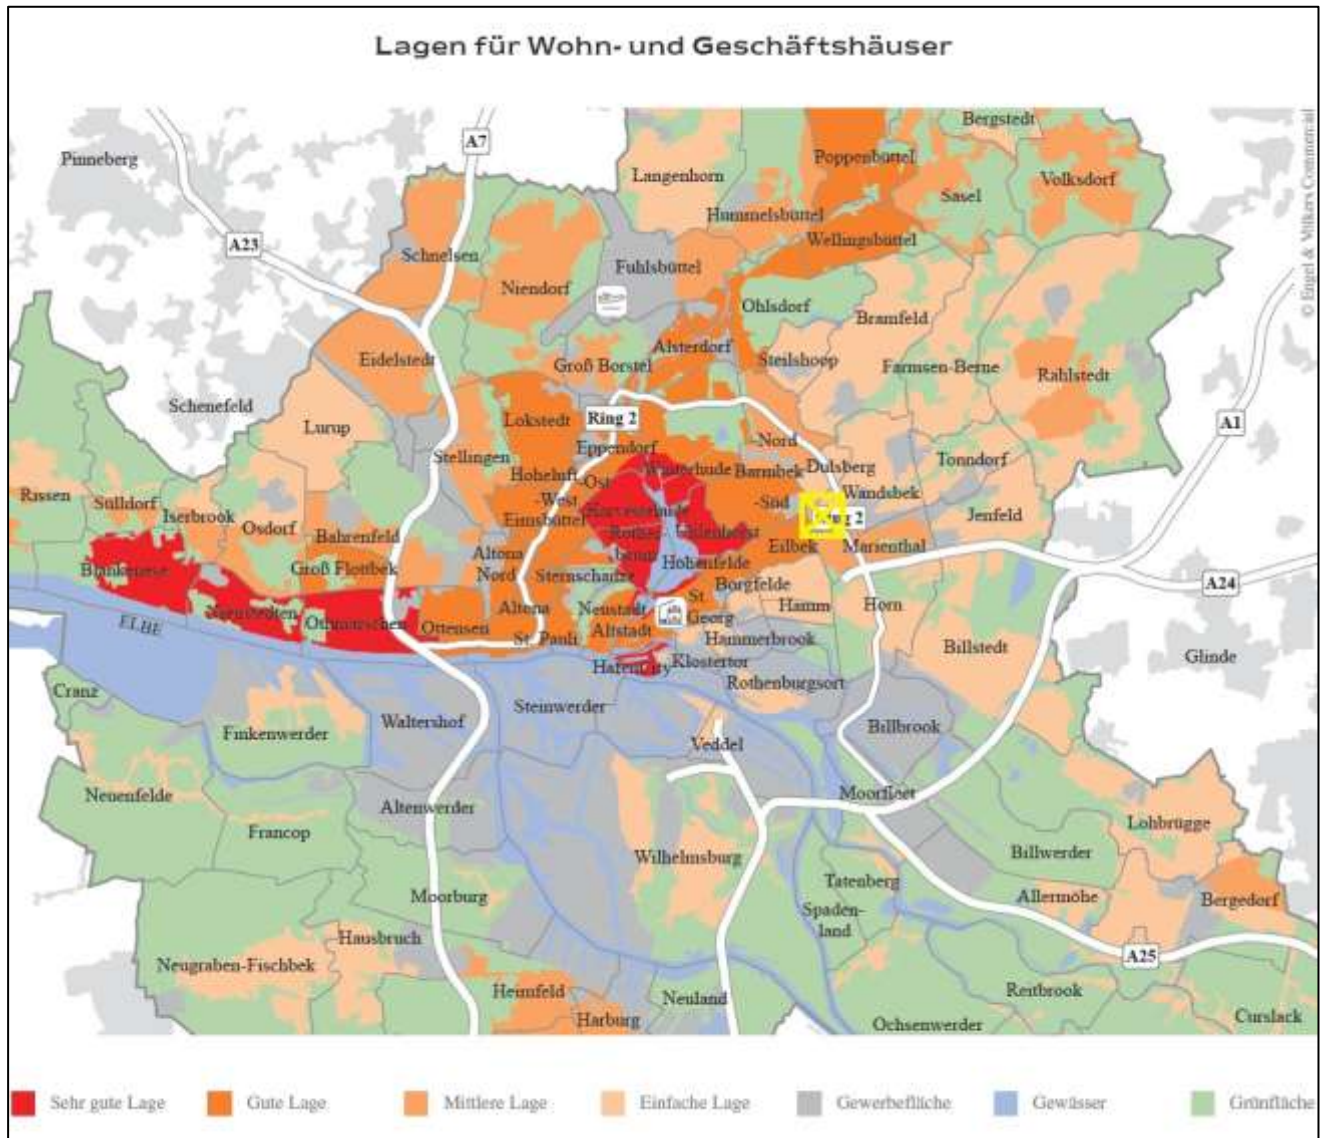 Lagen für Wohn- und Geschäftshäuser
© Engel & Völkers Commercial
Bergstedt
A7
Pinneberg
Poppenbüttel
Langenhorn
Volksdorf
Sasel
Hummelsbüttel
A23
Wellingsbüttel
Schnelsen
Fuhlsbüttel
Niendorf
Ohlsdorf
Bramfeld
Alsterdorf
Eidelstedt
Steilshoop
Groß Borstel
Farmsen-Berne
Rahlstedt
Schenefeld
Lokstedt
Ring 2
A1
Lurup
Eppendorf
-Nord
Stellingen
Winterhude
Barmbek
Dulsberg
Tonndorf
Hoheluft
-Ost
Rissen
Sülldorf
-West
-Süd
Wandsbek
Iserbrook
Harvestehude
Jenfeld
Eimsbüttel
Osdorf
Bahrenfeld
Rother-
baum
Uhlenhorst
Eilbek
Marienthal
Altona
Nord
Hohenfelde
Blankenese
Groß Flottbek
Sternschanze
Borgfelde
A24
St.
Georg
Hamm
Horn
Nienstedten
Altona
Neustadt
Othmarschen
Ottensen
Altstadt
ELBE
St. Pauli
Hammerbrook
Billstedt
Glinde
HafenCity
Klostertor
Rothenburgsort
Cranz
Steinwerder
Waltershof
Billbrook
Finkenwerder
Veddel
Neuenfelde
Moorfleet
Altenwerder
Lohbrügge
Francop
Wilhelmsburg
Billwerder
Tatenberg
Moorburg
Allermöhe
Bergedorf
Spaden-
land
Hausbruch
A25
Neugraben-Fischbek
Heimfeld
Neuland
Reitbrook
Harburg
Ochsenwerder
Curslack
Sehr gute Lage
Gute Lage
Mittlere Lage
Einfache Lage
Gewerbefläche
Gewässer
Grünfläche